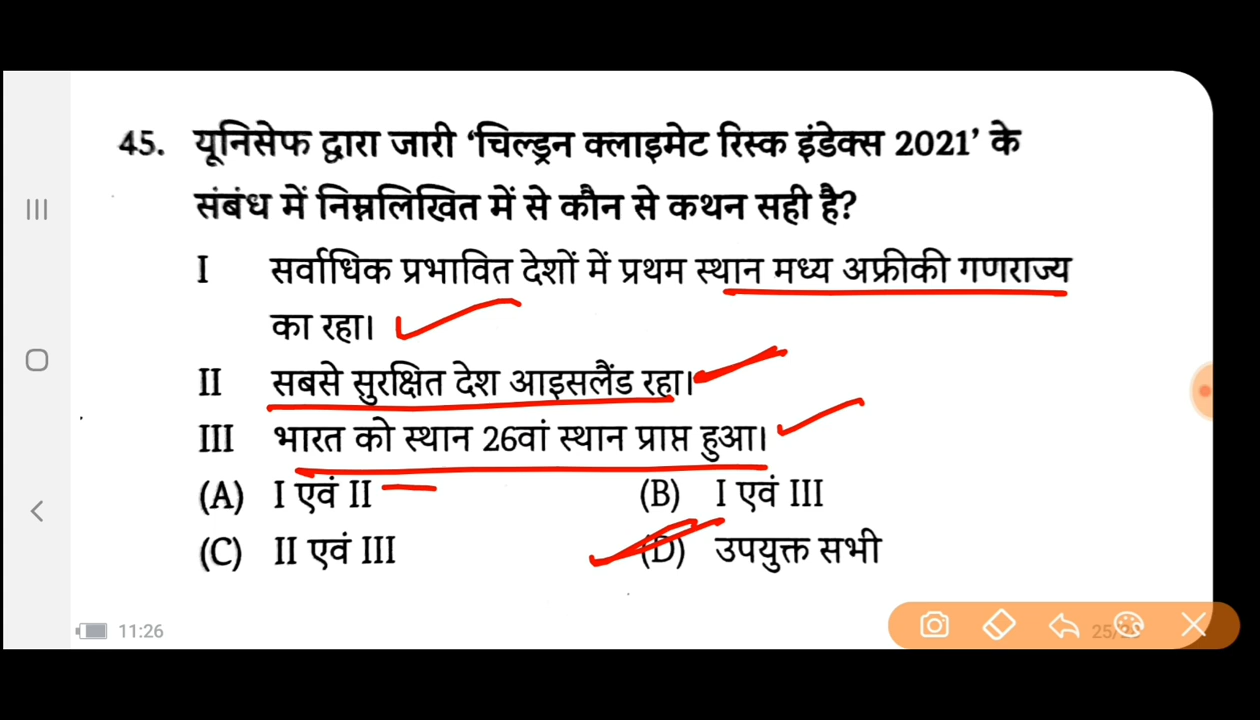 45. यूनिसेफ द्वारा जारी ‘चिल्ड्रन क्लाइमेट रिस्क इंडेक्स 2021’ के
संबंध में निम्नलिखित में से कौन से कथन सही है?
I सर्वाधिक प्रभावित देशों में प्रथम स्थान मध्य अफ्रीकी गणराज्य
का रहा।
II सबसे सुरक्षित देश आइसलैंड रहा।
III भारत को स्थान 26वां स्थान प्राप्त हुआ।
(A) I एवं II (B) I एवं III
(C) II एवं III (D) उपयुक्त सभी
11:26